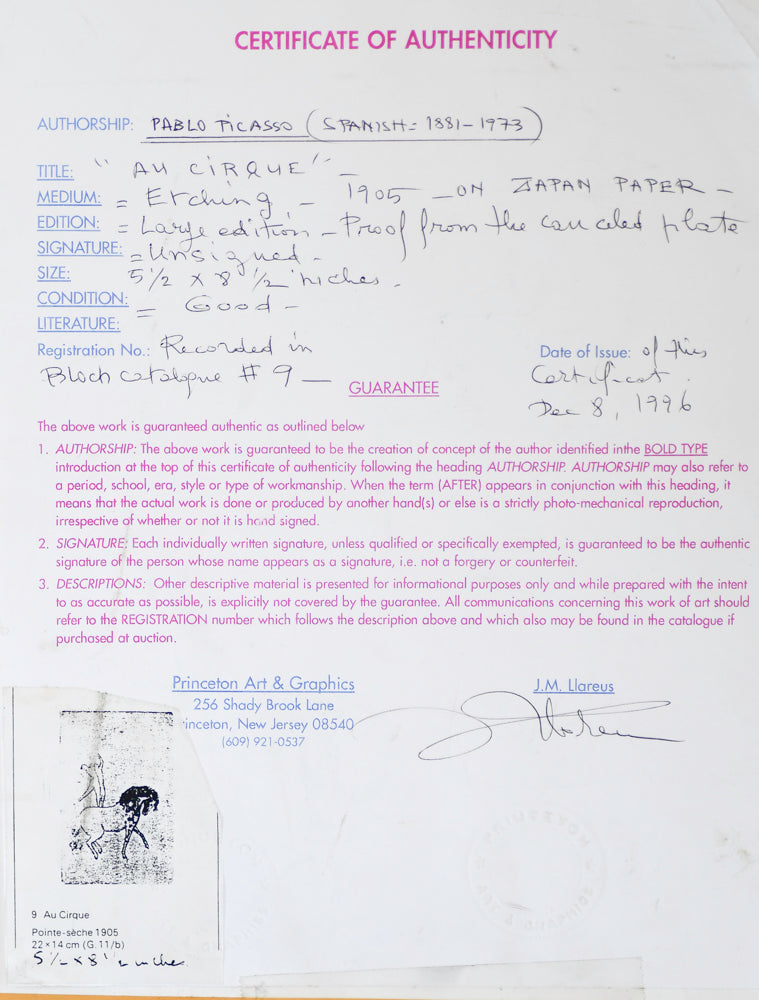 CERTIFICATE OF AUTHENTICITY
AUTHORSHIP: PABLO PICASSO (SPANISH = 1881-1973)
TITLE: "AU CIRQUE" -
MEDIUM: = Etching - 1905 - ON JAPAN PAPER -
EDITION: = Large edition - Proof from the canceled plate
SIGNATURE: = Unsigned -
SIZE: 5 1/2 x 8 1/2 inches -
CONDITION: = Good -
LITERATURE:
Registration No.: Recorded in
Bloch catalogue # 9 -
Date of Issue: of this
Certificat.
Dec 8, 1996
GUARANTEE
The above work is guaranteed authentic as outlined below
1. AUTHORSHIP: The above work is guaranteed to be the creation of concept of the author identified inthe BOLD TYPE
introduction at the top of this certificate of authenticity following the heading AUTHORSHIP. AUTHORSHIP may also refer to
a period, school, era, style or type of workmanship. When the term (AFTER) appears in conjunction with this heading, it
means that the actual work is done or produced by another hand(s) or else is a strictly photo-mechanical reproduction,
irrespective of whether or not it is hand signed.
2. SIGNATURE: Each individually written signature, unless qualified or specifically exempted, is guaranteed to be the authentic
signature of the person whose name appears as a signature, i.e. not a forgery or counterfeit.
3. DESCRIPTIONS: Other descriptive material is presented for informational purposes only and while prepared with the intent
to as accurate as possible, is explicitly not covered by the guarantee. All communications concerning this work of art should
refer to the REGISTRATION number which follows the description above and which also may be found in the catalogue if
purchased at auction.
Princeton Art & Graphics
256 Shady Brook Lane
inceton, New Jersey 08540
(609) 921-0537
J.M. Llareus
9 Au Cirque
Pointe-sèche 1905
22 × 14 cm (G. 11/b)
5 1/2 x 8 1/2 inches